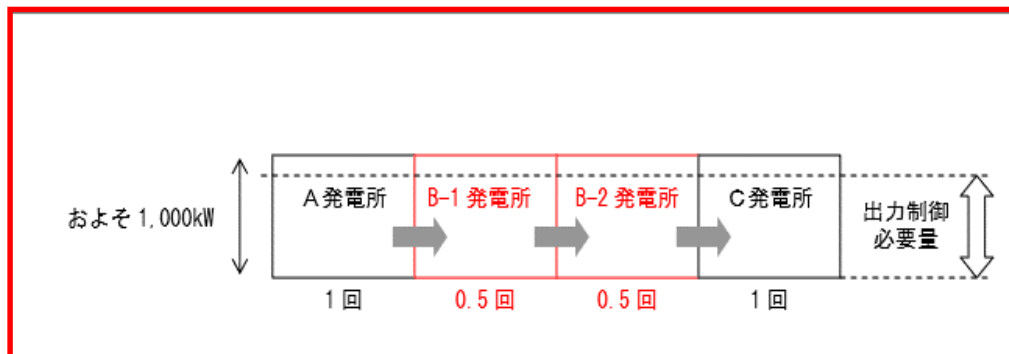 A発電所
B-1発電所
B-2発電所
C発電所
およそ1,000kW
出力制御
必要量
1回
0.5回
0.5回
1回